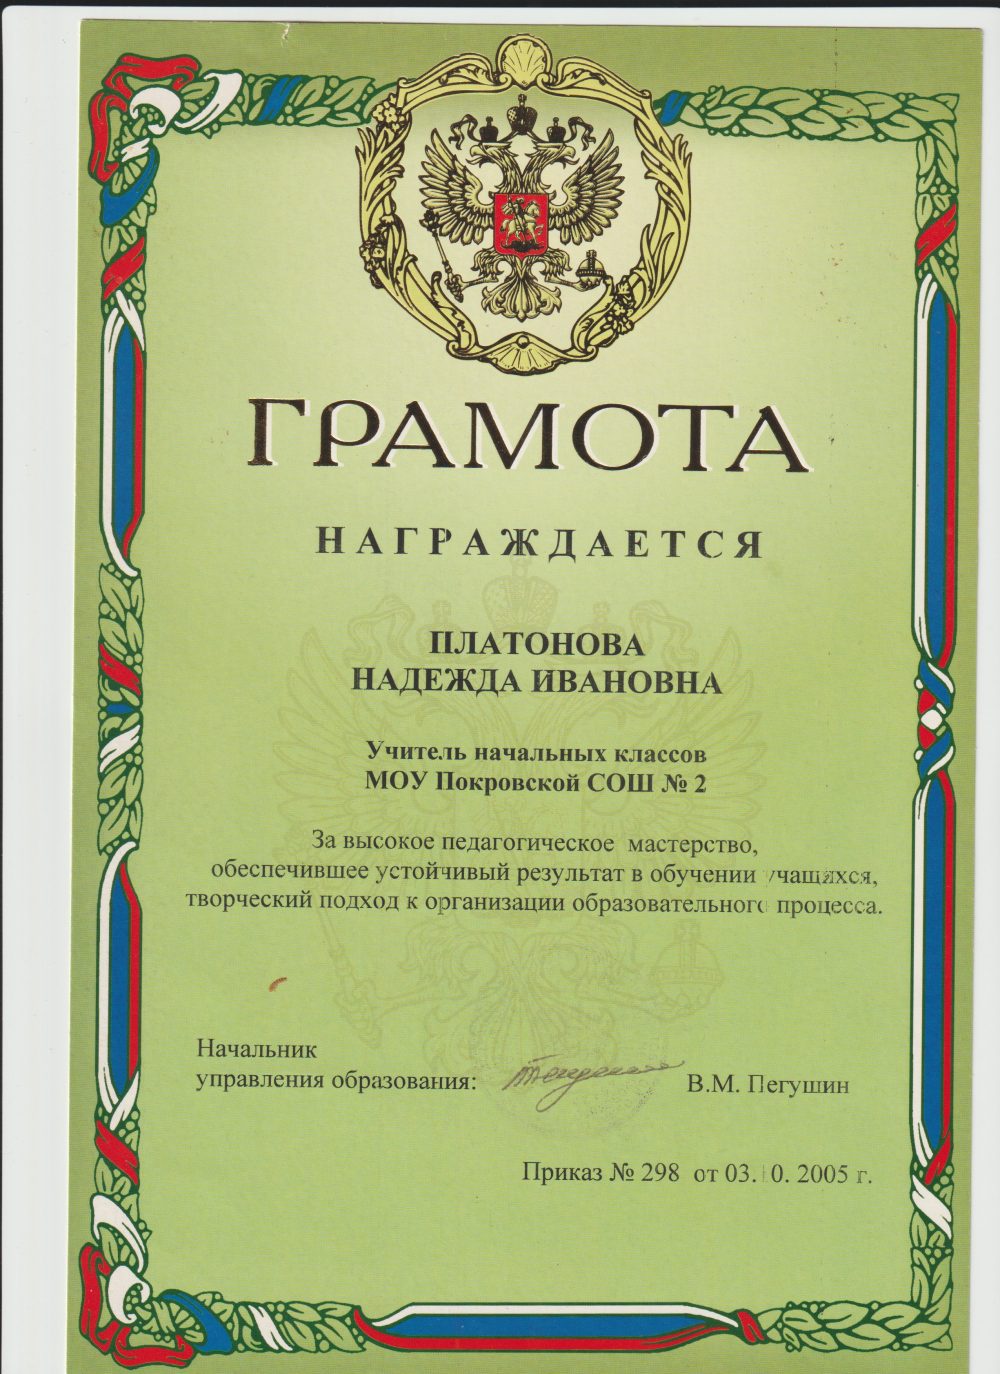 ГРАМОТА
НАГРАЖДАЕТСЯ
ПЛАТОНОВА
НАДЕЖДА ИВАНОВНА
Учитель начальных классов
МОУ Покровской СОШ № 2
За высокое педагогическое мастерство,
обеспечившее устойчивый результат в обучении учащихся,
творческий подход к организации образовательного процесса.
Начальник
управления образования:
В.М. Пегушин
Приказ № 298 от 03.10. 2005 г.